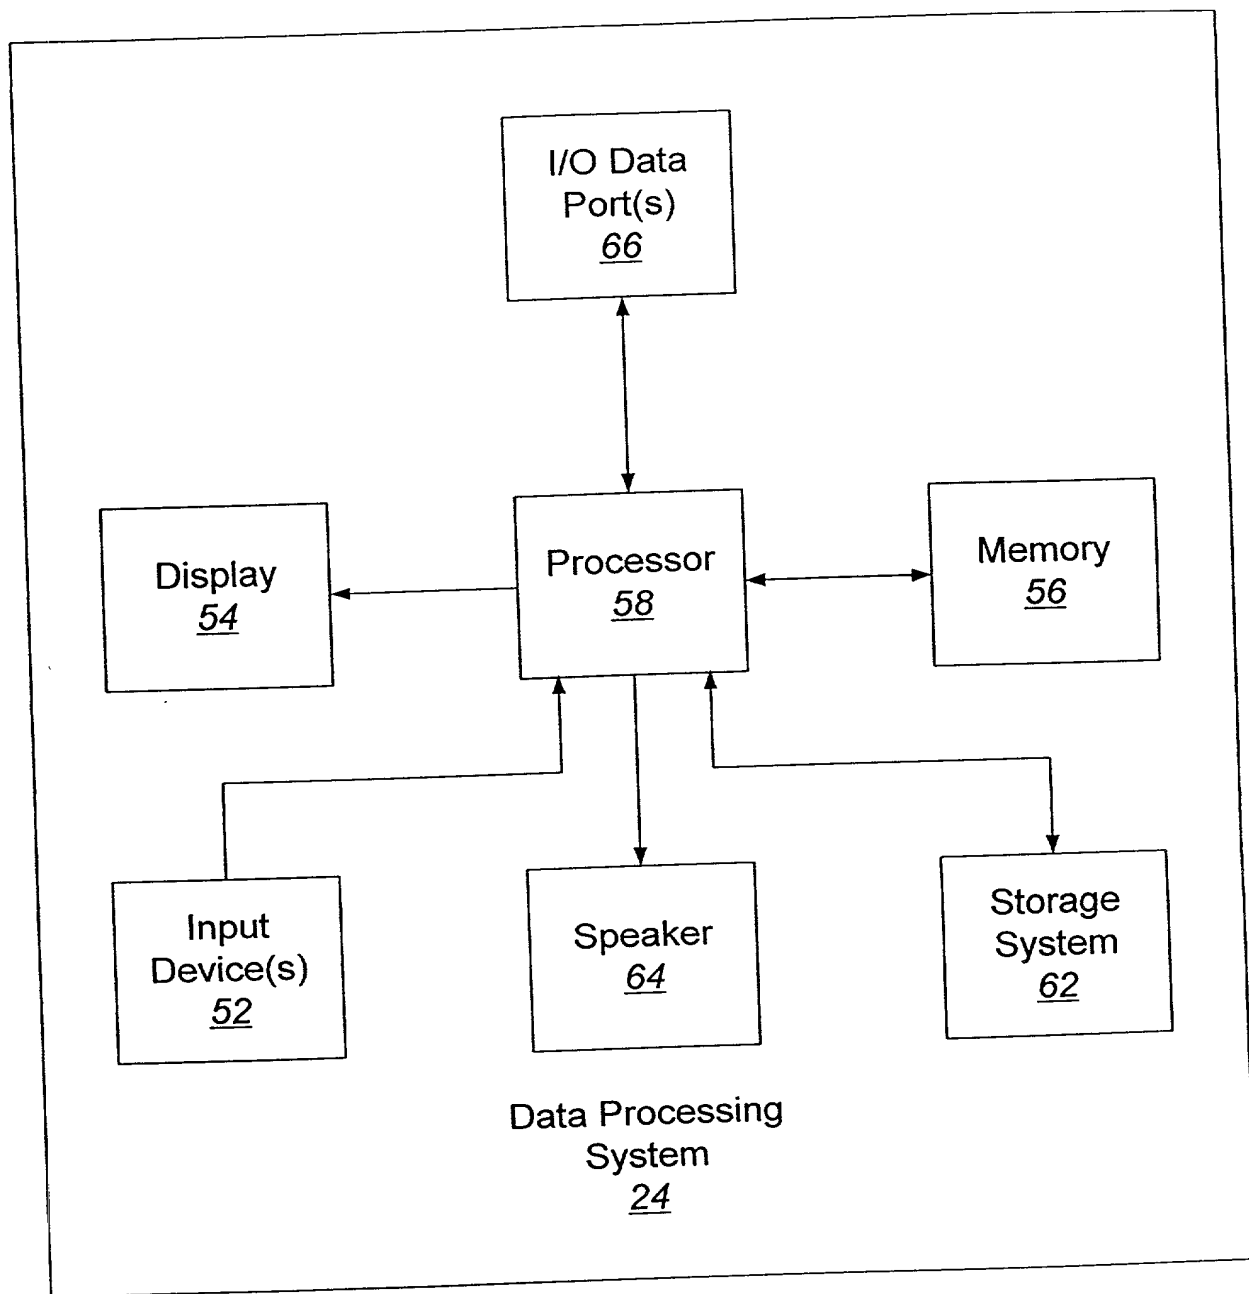 I/O Data
Port(s)
66
Display
54
Processor
58
Memory
56
Input
Device(s)
52
Speaker
64
Storage
System
62
Data Processing
System
24